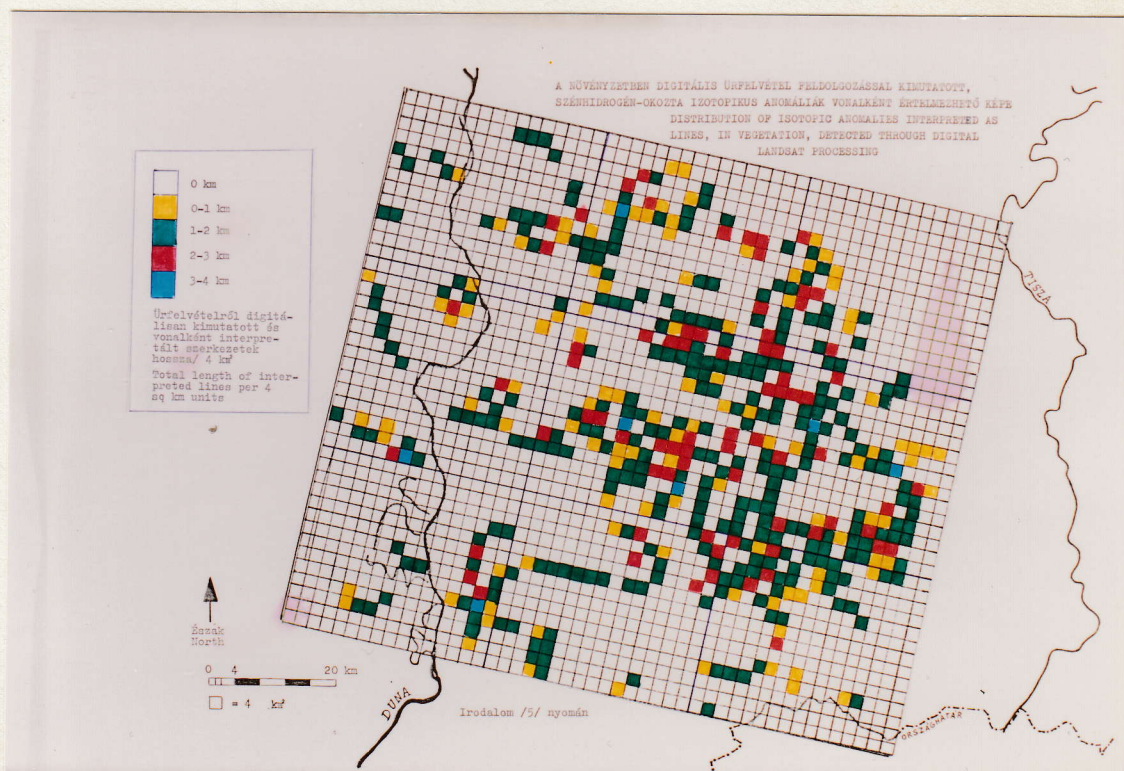 A NÖVÉNYZETBEN DIGITÁLIS ŰRFELVÉTEL FELDOLGOZÁSSAL KIMUTATOTT,
SZÉNHIDROGÉN-OKOZTA IZOTOPIKUS ANOMÁLIÁK VONALKÉNT ÉRTELMEZHETŐ KÉPE
DISTRIBUTION OF ISOTOPIC ANOMALIES INTERPRETED AS
LINES, IN VEGETATION, DETECTED THROUGH DIGITAL
LANDSAT PROCESSING
0 km
0-1 km
1-2 km
2-3 km
3-4 km
Űrfelvételről digitá-
lisan kimutatott és
vonalként interpre-
tált szerkezetek
hossza/ 4 km²
Total length of inter-
preted lines per 4
sq km units
TISZA
Észak
North
0 4 20 km
= 4 km²
DUNA
Irodalom /5/ nyomán
ORSZÁGHATÁR